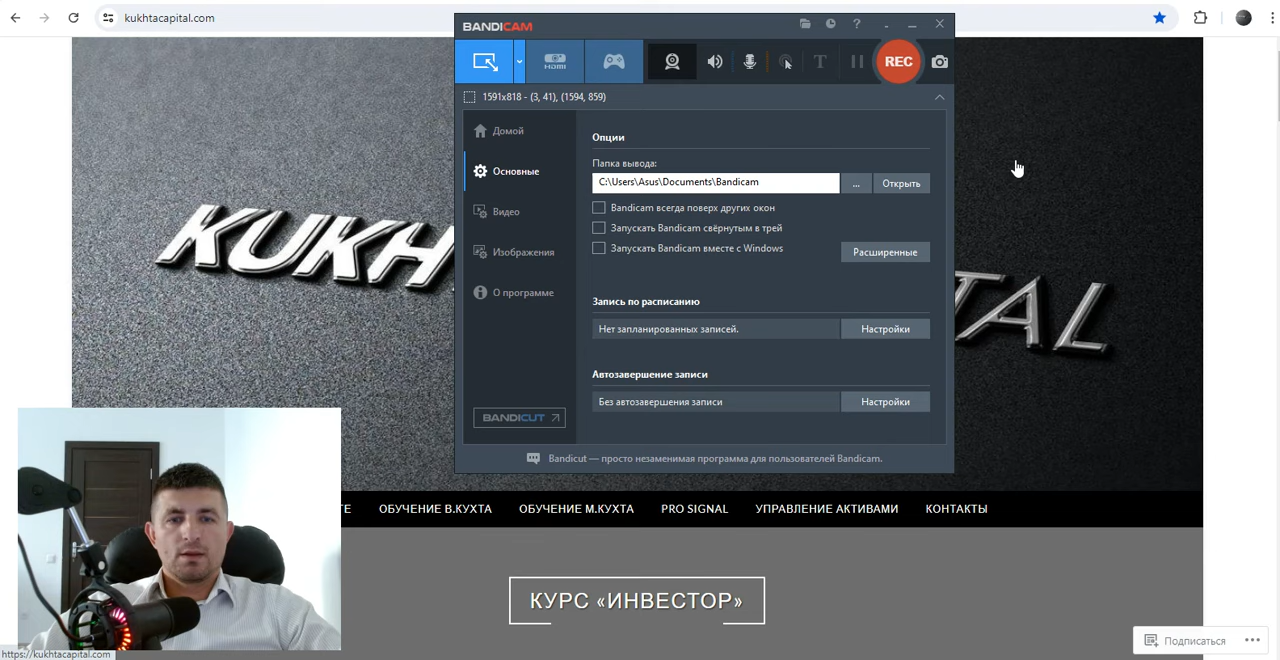 kukhtacapital.com
BANDICAM
HDMI
REC
1591x818 - (3, 41), (1594, 859)
Домой
Основные
Видео
Изображения
О программе
BANDICUT
Опции
Папка вывода:
C:\Users\Asus\Documents\Bandicam
...
Открыть
Bandicam всегда поверх других окон
Запускать Bandicam свёрнутым в трей
Запускать Bandicam вместе с Windows
Расширенные
Запись по расписанию
Нет запланированных записей.
Настройки
Автозавершение записи
Без автозавершения записи
Настройки
Bandicut — просто незаменимая программа для пользователей Bandicam.
KUKH TAL
ТЕ ОБУЧЕНИЕ В.КУХТА ОБУЧЕНИЕ М.КУХТА PRO SIGNAL УПРАВЛЕНИЕ АКТИВАМИ КОНТАКТЫ
КУРС «ИНВЕСТОР»
Подписаться
https://kukhtacapital.com